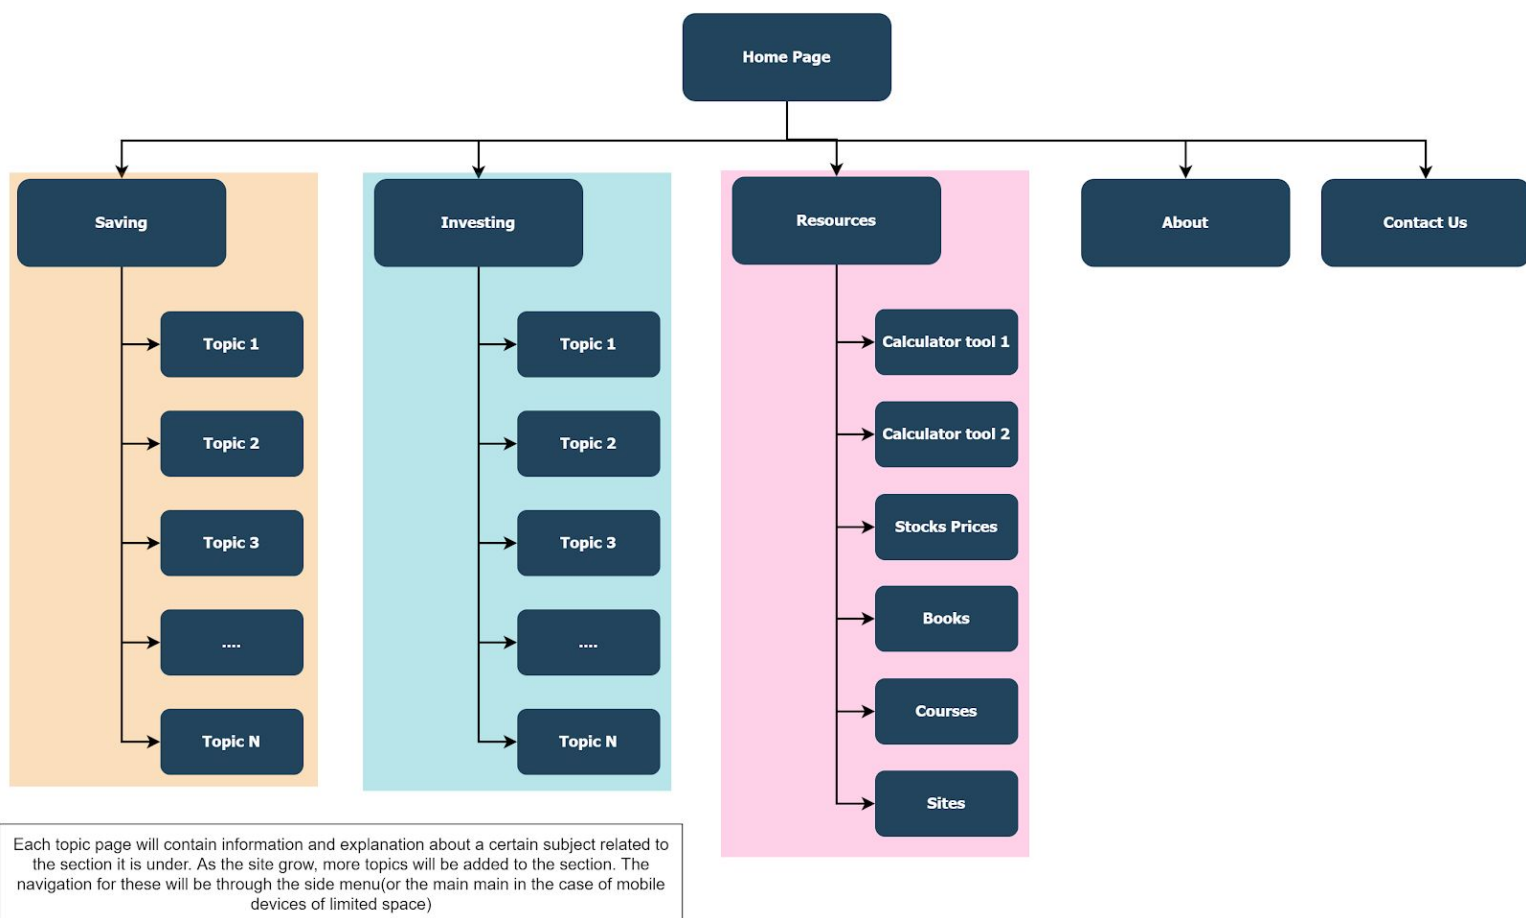 Home Page
Saving
Investing
Resources
About
Contact Us
Topic 1
Topic 2
Topic 3
....
Topic N
Topic 1
Topic 2
Topic 3
....
Topic N
Calculator tool 1
Calculator tool 2
Stocks Prices
Books
Courses
Sites
Each topic page will contain information and explanation about a certain subject related to
the section it is under. As the site grow, more topics will be added to the section. The
navigation for these will be through the side menu(or the main main in the case of mobile
devices of limited space)